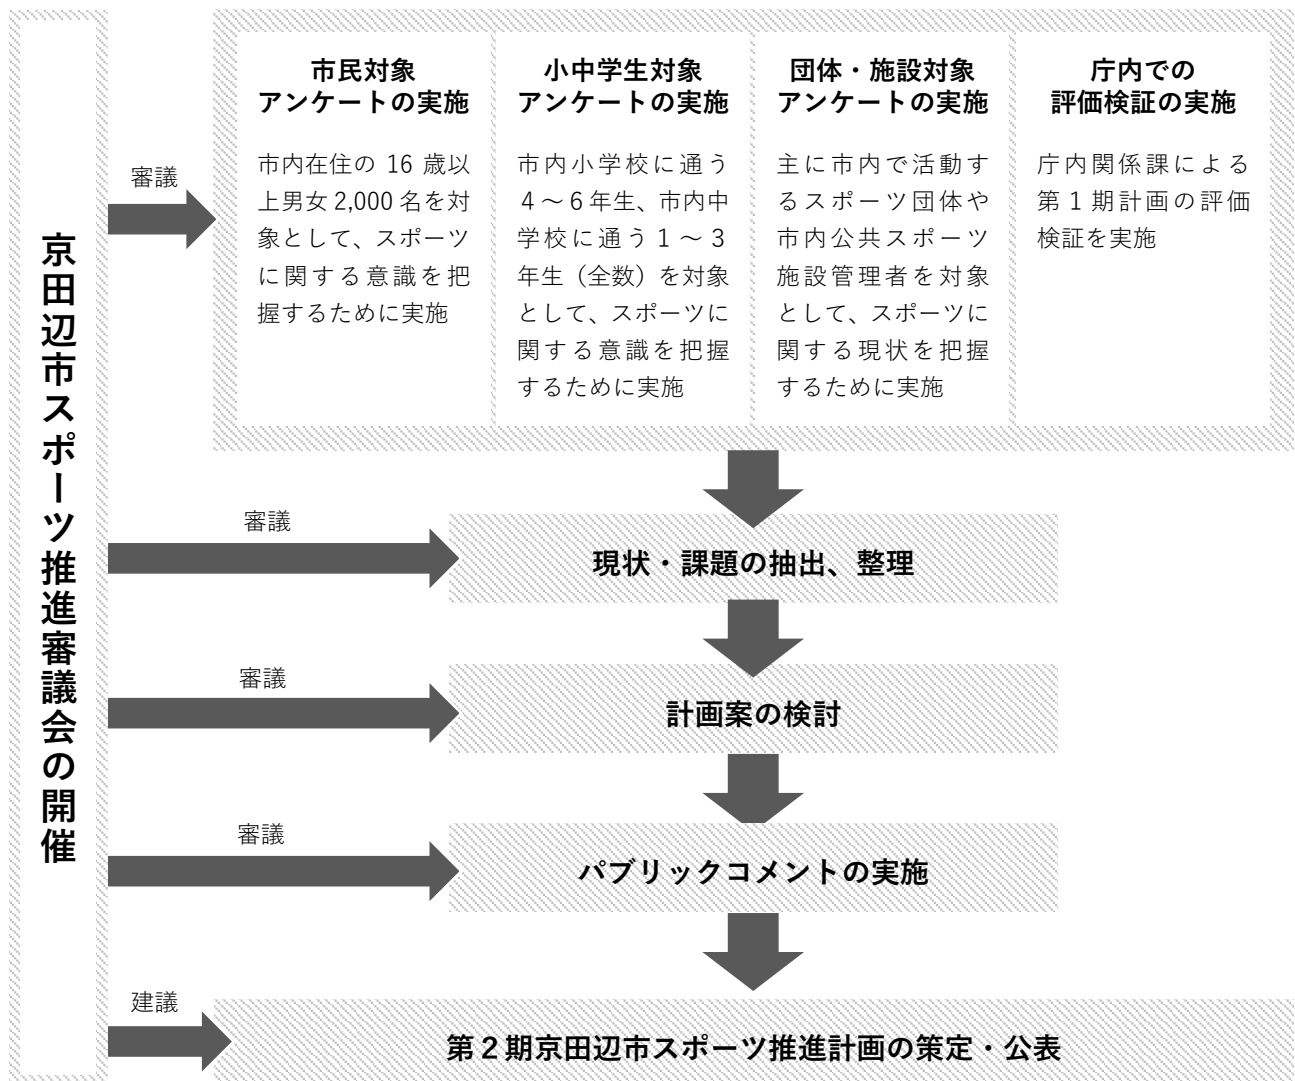 京田辺市スポーツ推進審議会の開催
審議
市民対象
アンケートの実施
市内在住の 16 歳以
上男女 2,000 名を対
象として、スポーツ
に関する意識を把
握するために実施
小中学生対象
アンケートの実施
市内小学校に通う
４～６年生、市内中
学校に通う１～３
年生（全数）を対象
として、スポーツに
関する意識を把握
するために実施
団体・施設対象
アンケートの実施
主に市内で活動す
るスポーツ団体や
市内公共スポーツ
施設管理者を対象
として、スポーツに
関する現状を把握
するために実施
庁内での
評価検証の実施
庁内関係課による
第１期計画の評価
検証を実施
審議
現状・課題の抽出、整理
審議
計画案の検討
審議
パブリックコメントの実施
建議
第２期京田辺市スポーツ推進計画の策定・公表